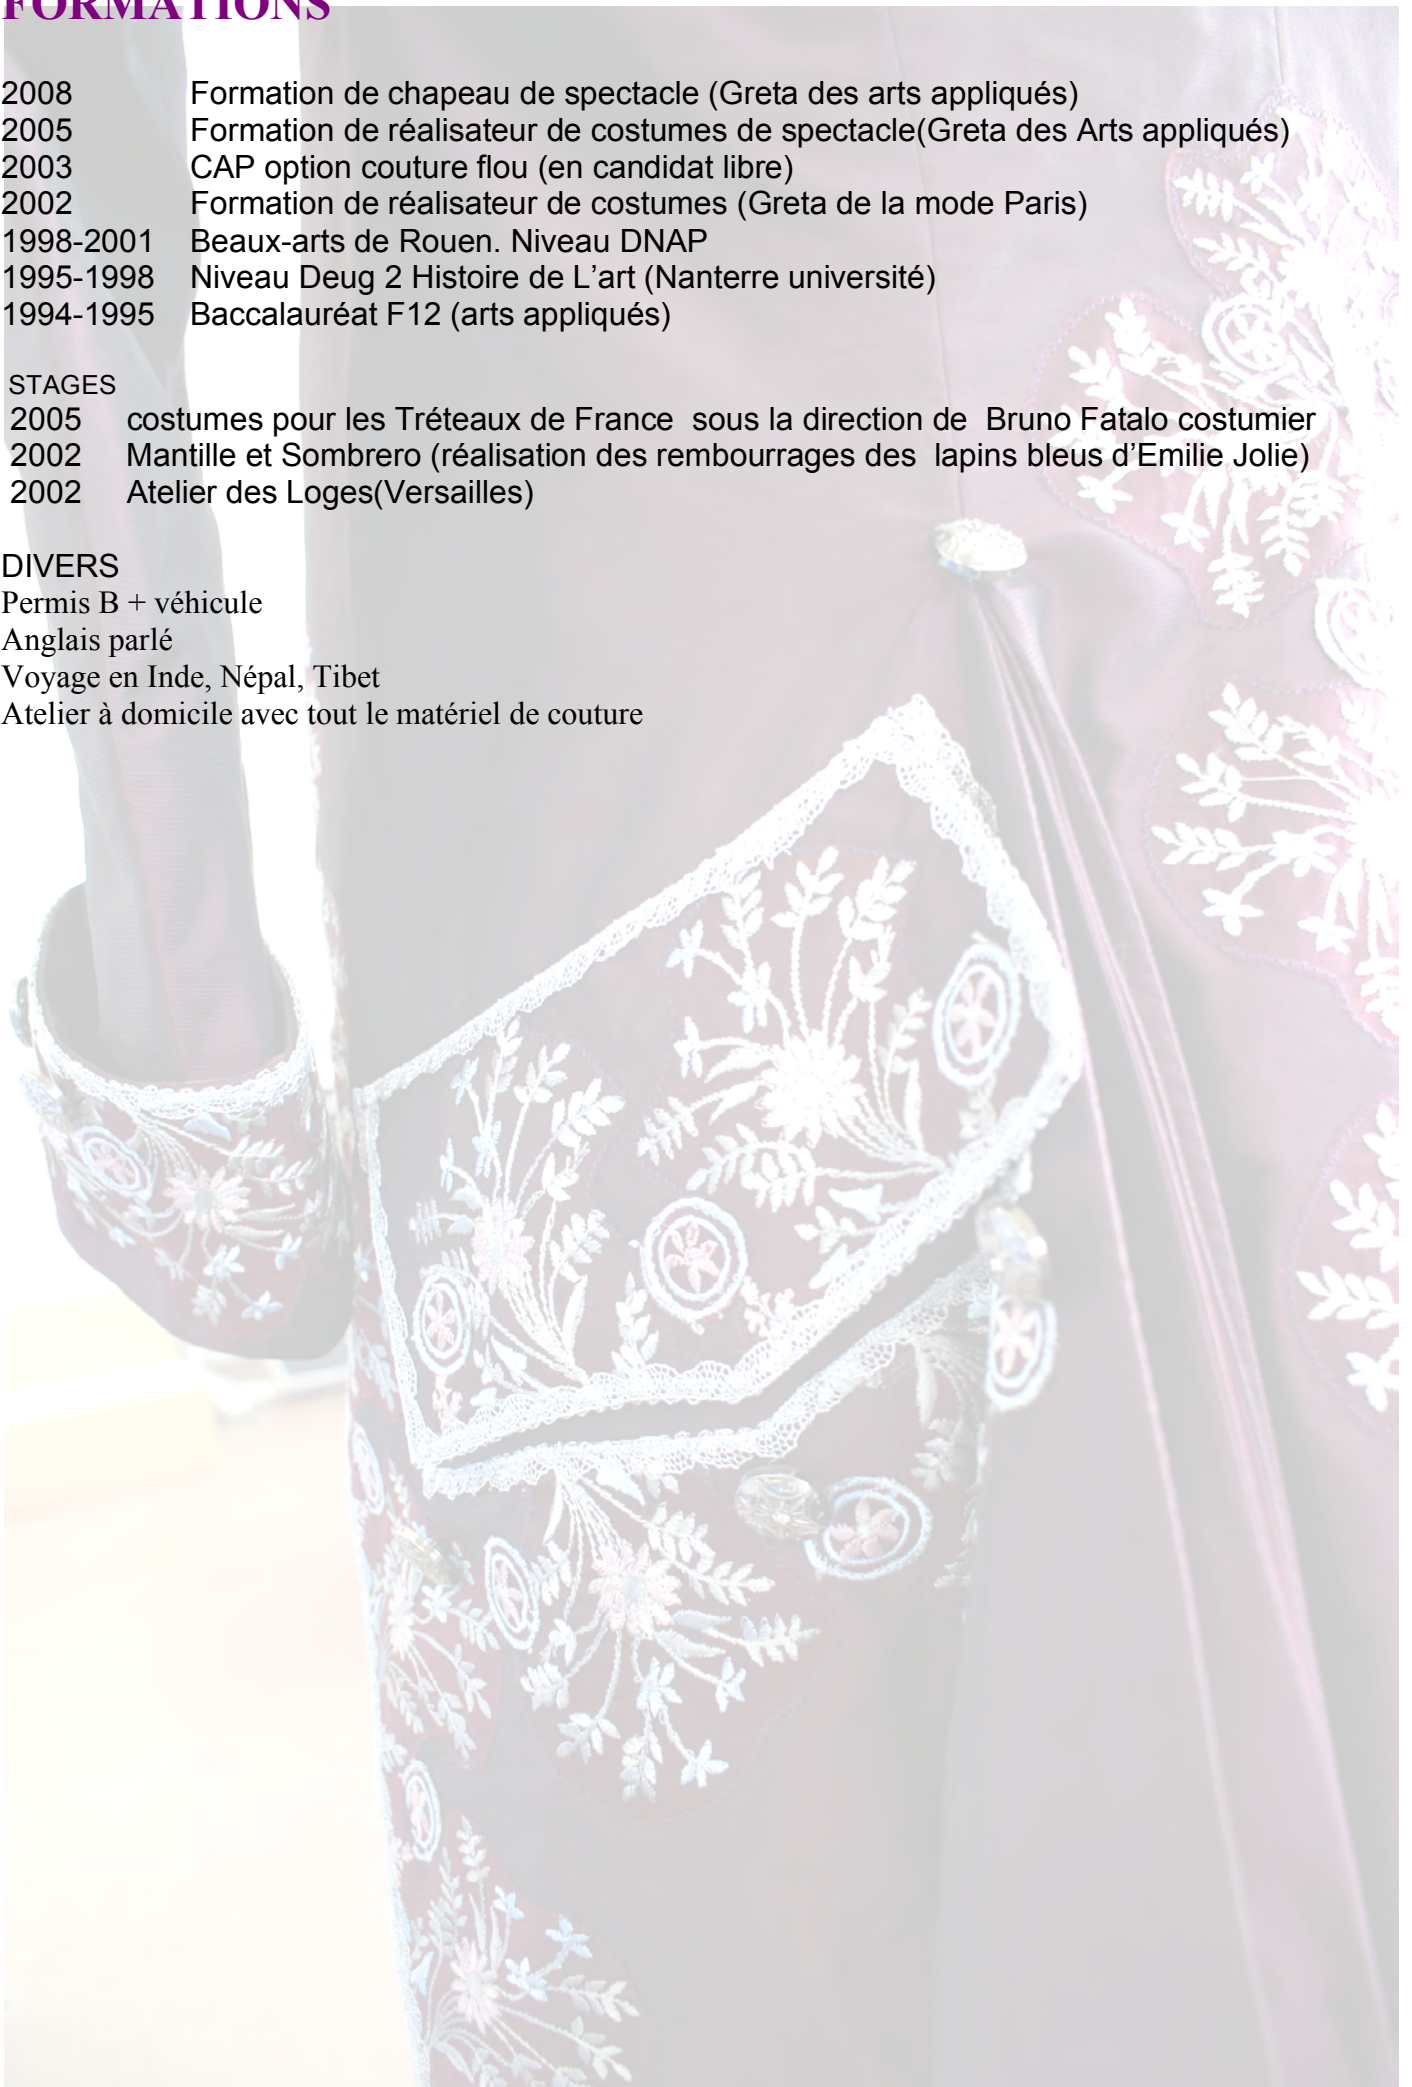 FORMATIONS
2008 Formation de chapeau de spectacle (Greta des arts appliqués)
2005 Formation de réalisateur de costumes de spectacle(Greta des Arts appliqués)
2003 CAP option couture flou (en candidat libre)
2002 Formation de réalisateur de costumes (Greta de la mode Paris)
1998-2001 Beaux-arts de Rouen. Niveau DNAP
1995-1998 Niveau Deug 2 Histoire de L’art (Nanterre université)
1994-1995 Baccalauréat F12 (arts appliqués)
STAGES
2005 costumes pour les Tréteaux de France sous la direction de Bruno Fatalo costumier
2002 Mantille et Sombrero (réalisation des rembourrages des lapins bleus d’Emilie Jolie)
2002 Atelier des Loges(Versailles)
DIVERS
Permis B + véhicule
Anglais parlé
Voyage en Inde, Népal, Tibet
Atelier à domicile avec tout le matériel de couture